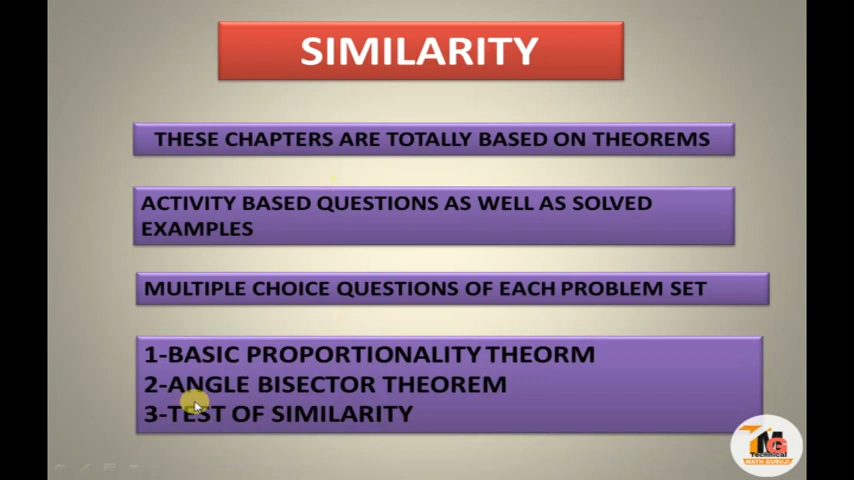 SIMILARITY
THESE CHAPTERS ARE TOTALLY BASED ON THEOREMS
ACTIVITY BASED QUESTIONS AS WELL AS SOLVED
EXAMPLES
MULTIPLE CHOICE QUESTIONS OF EACH PROBLEM SET
1-BASIC PROPORTIONALITY THEORM
2-ANGLE BISECTOR THEOREM
3-TEST OF SIMILARITY
TMG
Technical